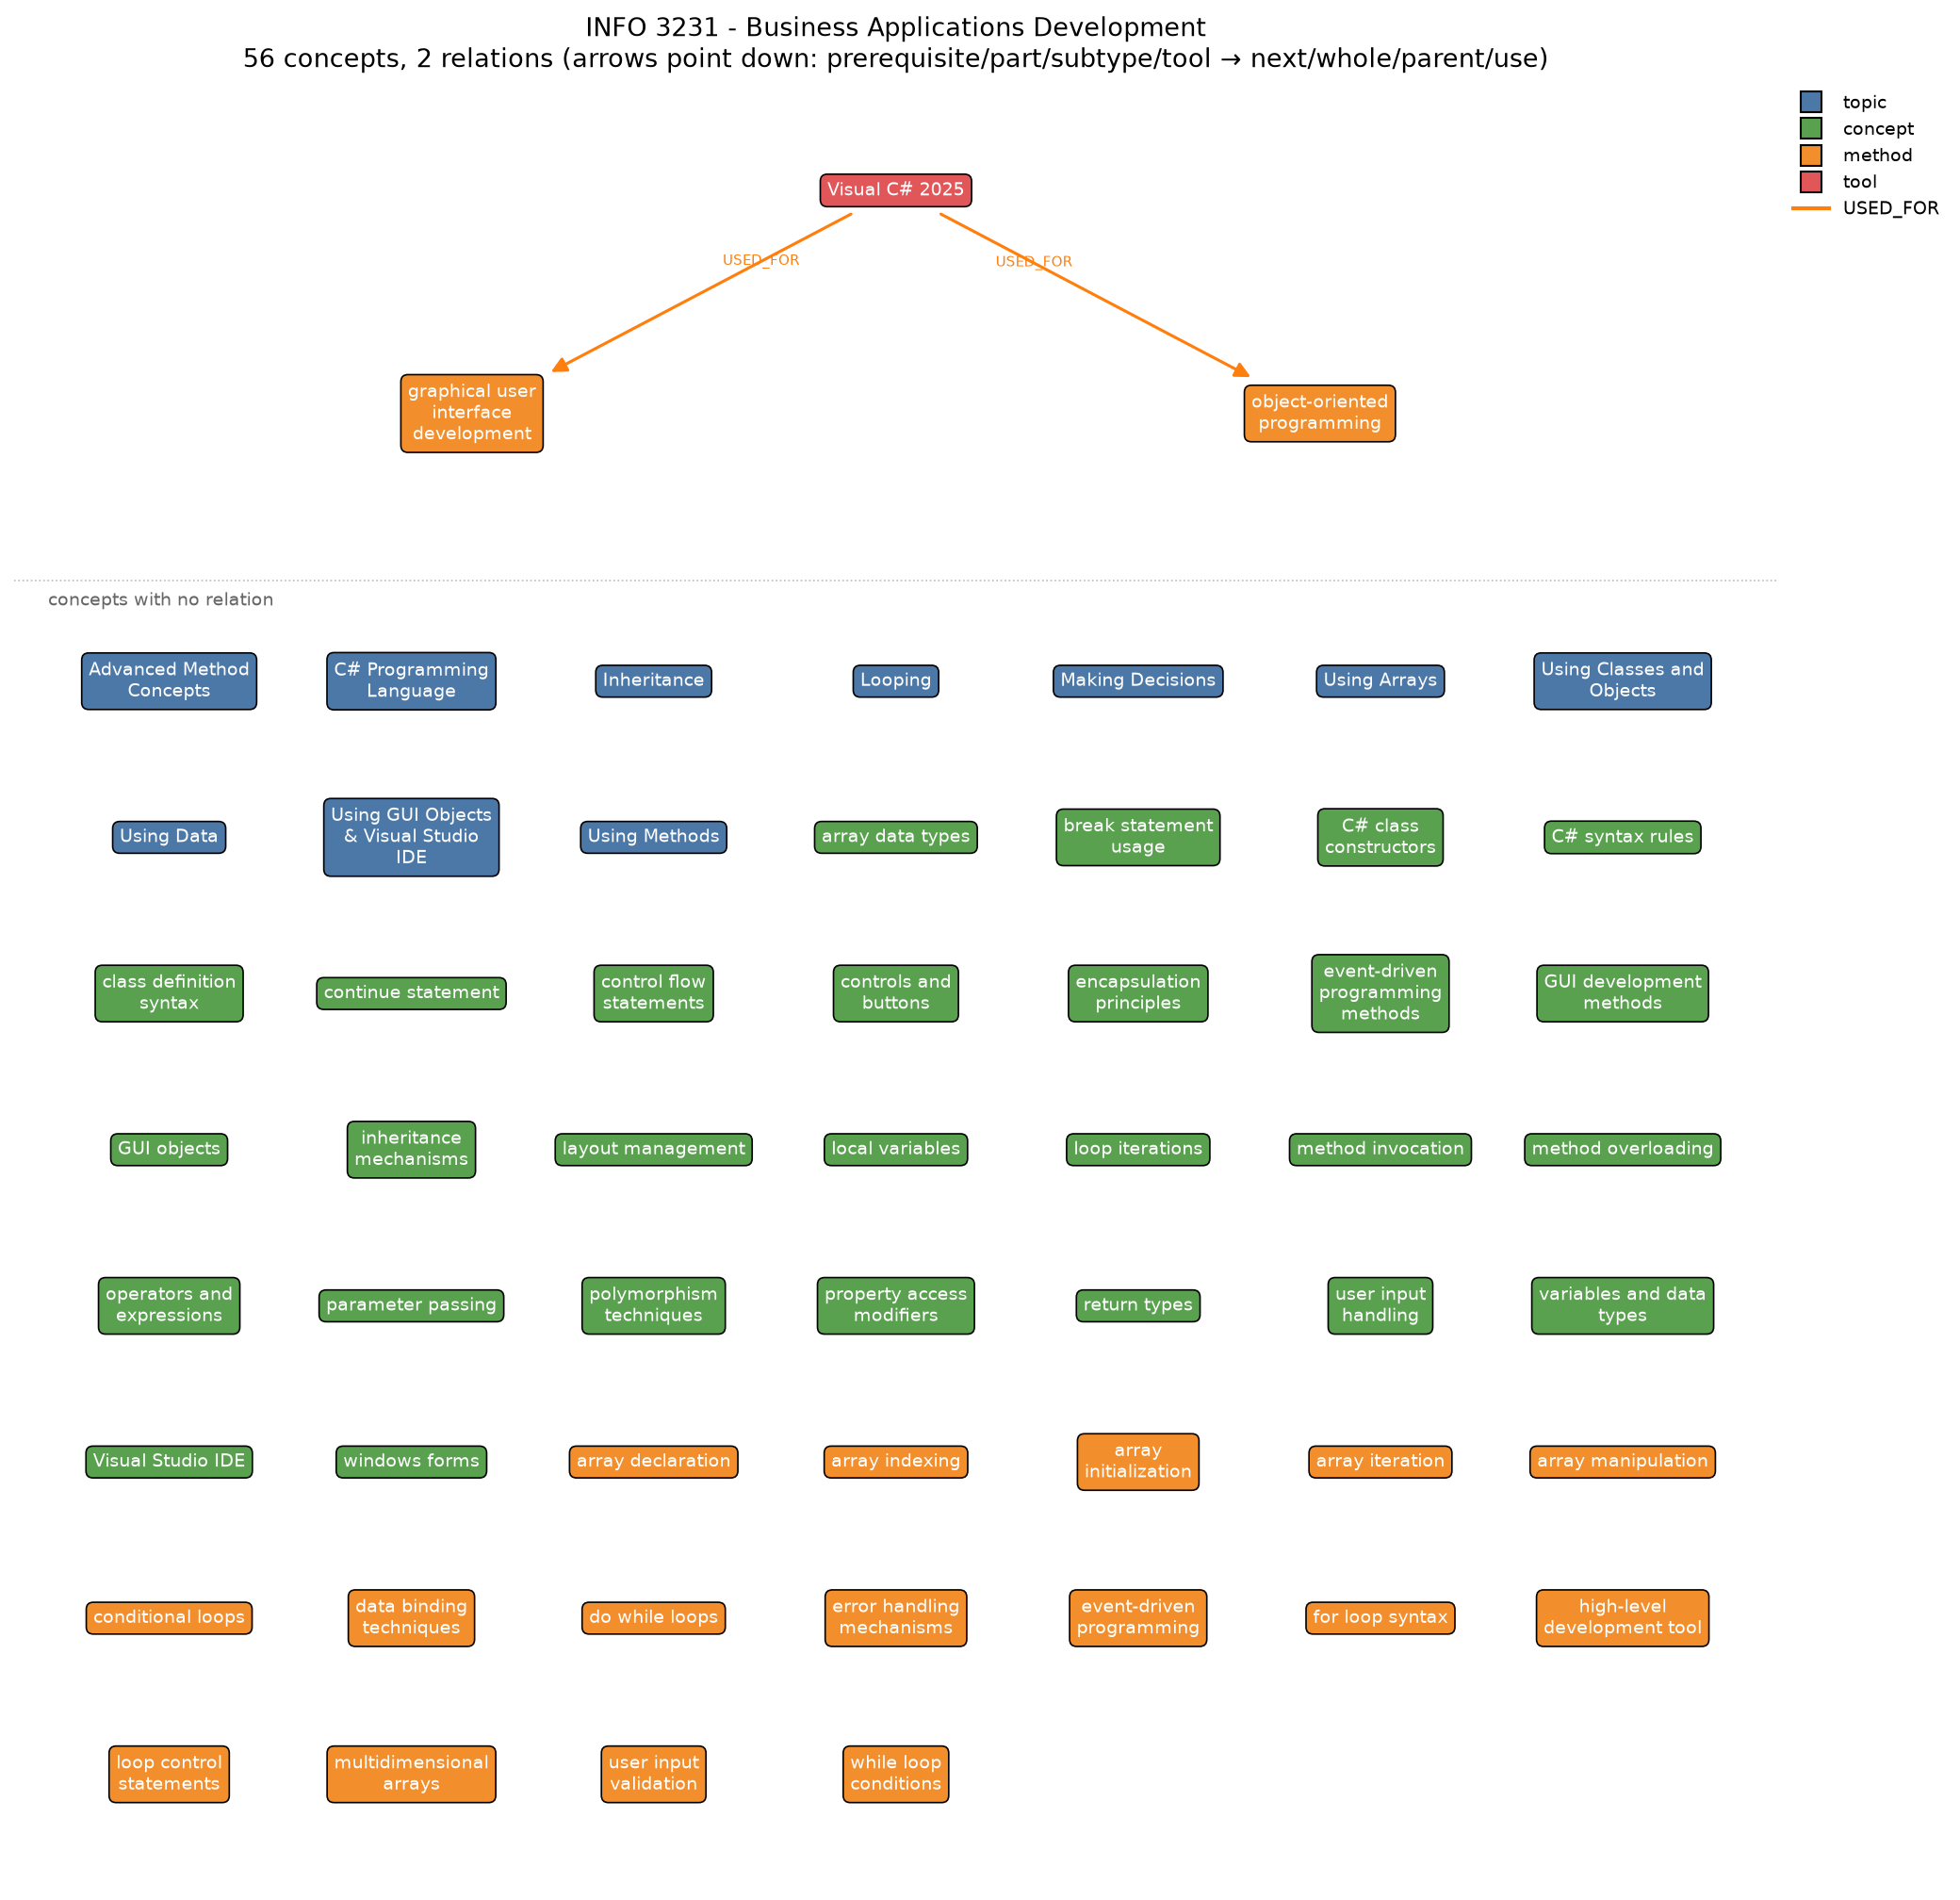 INFO 3231 - Business Applications Development
56 concepts, 2 relations (arrows point down: prerequisite/part/subtype/tool → next/whole/parent/use)
topic
concept
method
tool
USED_FOR
Visual C# 2025
USED_FOR
USED_FOR
graphical user
interface
development
object-oriented
programming
concepts with no relation
Advanced Method
Concepts
C# Programming
Language
Inheritance
Looping
Making Decisions
Using Arrays
Using Classes and
Objects
Using Data
Using GUI Objects
& Visual Studio
IDE
Using Methods
array data types
break statement
usage
C# class
constructors
C# syntax rules
class definition
syntax
continue statement
control flow
statements
controls and
buttons
encapsulation
principles
event-driven
programming
methods
GUI development
methods
GUI objects
inheritance
mechanisms
layout management
local variables
loop iterations
method invocation
method overloading
operators and
expressions
parameter passing
polymorphism
techniques
property access
modifiers
return types
user input
handling
variables and data
types
Visual Studio IDE
windows forms
array declaration
array indexing
array
initialization
array iteration
array manipulation
conditional loops
data binding
techniques
do while loops
error handling
mechanisms
event-driven
programming
for loop syntax
high-level
development tool
loop control
statements
multidimensional
arrays
user input
validation
while loop
conditions